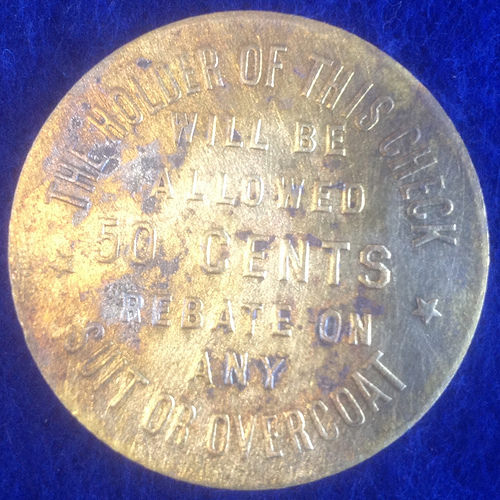 THE HOLDER OF THIS CHECK
WILL BE
ALLOWED
50 CENTS
REBATE ON
ANY
SUIT OR OVERCOAT